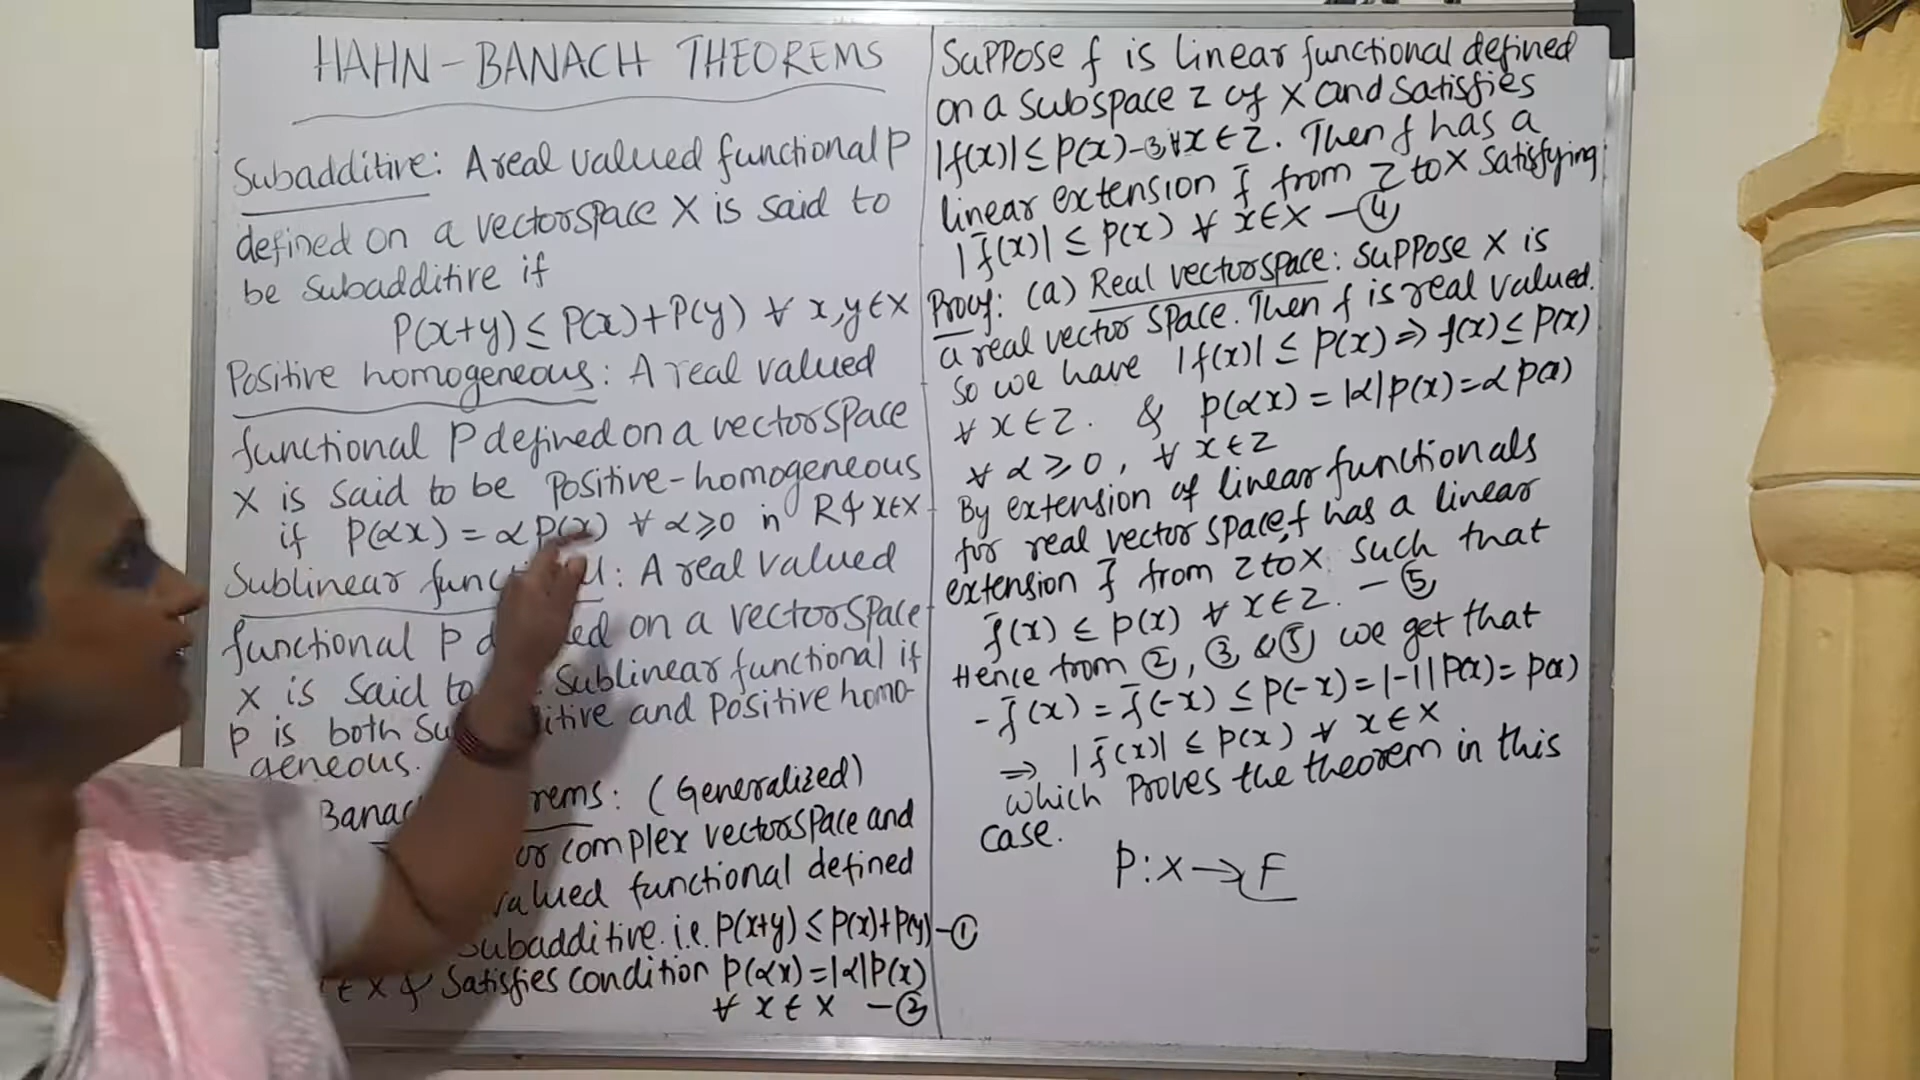 HAHN-BANACH THEOREMS
Subadditive: A real valued functional P
defined on a vectorspace X is said to
be subadditive if
P(x+y) ≤ P(x)+P(y) ∀ x,y∈X
Positive homogeneous: A real valued
functional P defined on a vectorspace
X is said to be Positive-homogeneous
if P(αx) = αP(x) ∀ α≥0 in R & x∈X
Sublinear func
: A real valued
functional P d ed on a vectorspace
X is said to Sublinear functional if
P is both Su itive and Positive homo-
geneous.
Banac rems: (Generalized)
or complex vectorspace and
valued functional defined
Subadditive. i.e. P(x+y) ≤ P(x)+P(y) -①
∈ X & Satisfies condition P(αx)=|α|P(x)
∀ x∈X -②
Suppose f is linear functional defined
on a subspace Z of X and satisfies
|f(x)| ≤ P(x)-③ ∀ x∈Z. Then f has a
linear extension f̄ from Z to X satisfying
|f̄(x)| ≤ P(x) ∀ x∈X -④
Proof: (a) Real vectorspace: Suppose X is
a real vector space. Then f is real valued.
So we have |f(x)| ≤ P(x) ⇒ f(x) ≤ P(x)
∀ x∈Z. & P(αx) = |α|P(x) = αP(x)
∀ α≥0, ∀ x∈Z
By extension of linear functionals
for real vector space, f has a linear
extension f̄ from Z to X such that
f̄(x) ≤ P(x) ∀ x∈Z. -⑤
Hence from ②, ③ & ⑤ we get that
-f̄(x) = f̄(-x) ≤ P(-x) = |-1|P(x) = P(x)
⇒ |f̄(x)| ≤ P(x) ∀ x∈X
which Proves the theorem in this
case.
P: X → F